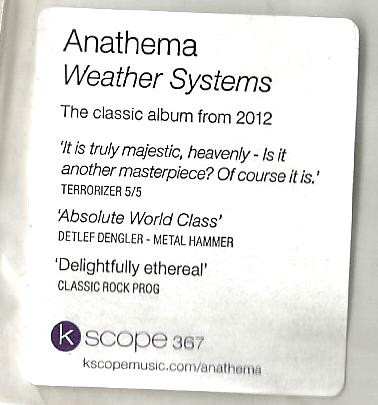 Anathema
Weather Systems
The classic album from 2012
'It is truly majestic, heavenly - Is it
another masterpiece? Of course it is.'
TERRORIZER 5/5
'Absolute World Class'
DETLEF DENGLER - METAL HAMMER
'Delightfully ethereal'
CLASSIC ROCK PROG
k scope 367
kscopemusic.com/anathema